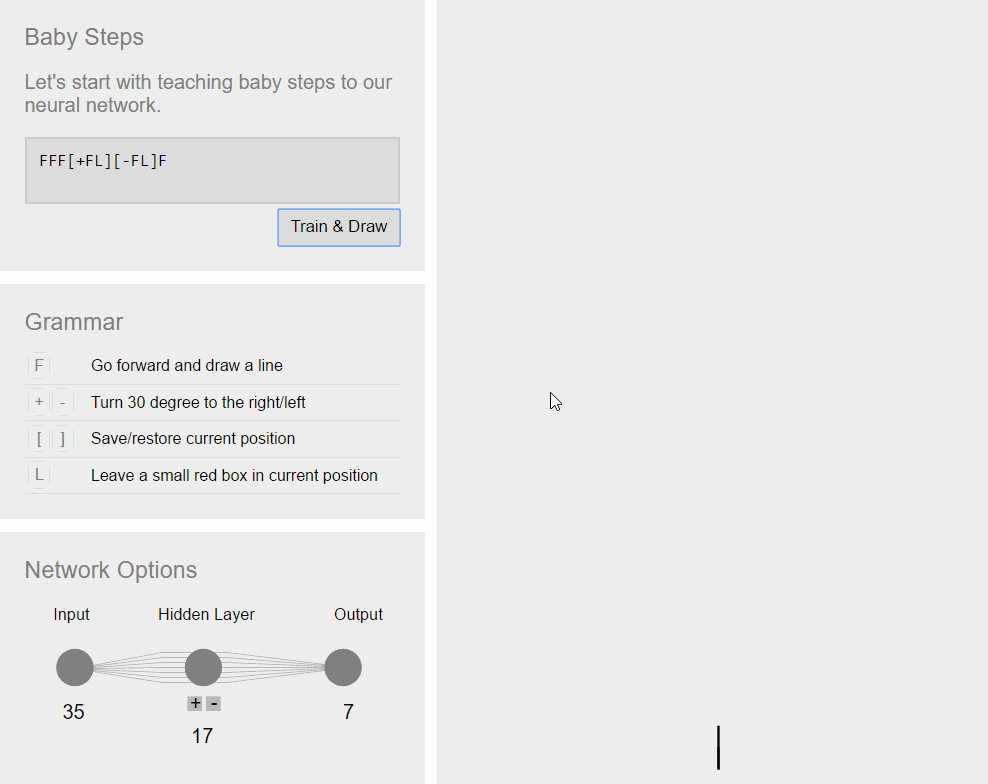 Baby Steps
Let's start with teaching baby steps to our
neural network.
FFF[+FL][-FL]F
Train & Draw
Grammar
F Go forward and draw a line
+ - Turn 30 degree to the right/left
[ ] Save/restore current position
L Leave a small red box in current position
Network Options
Input Hidden Layer Output
+ -
35 17 7